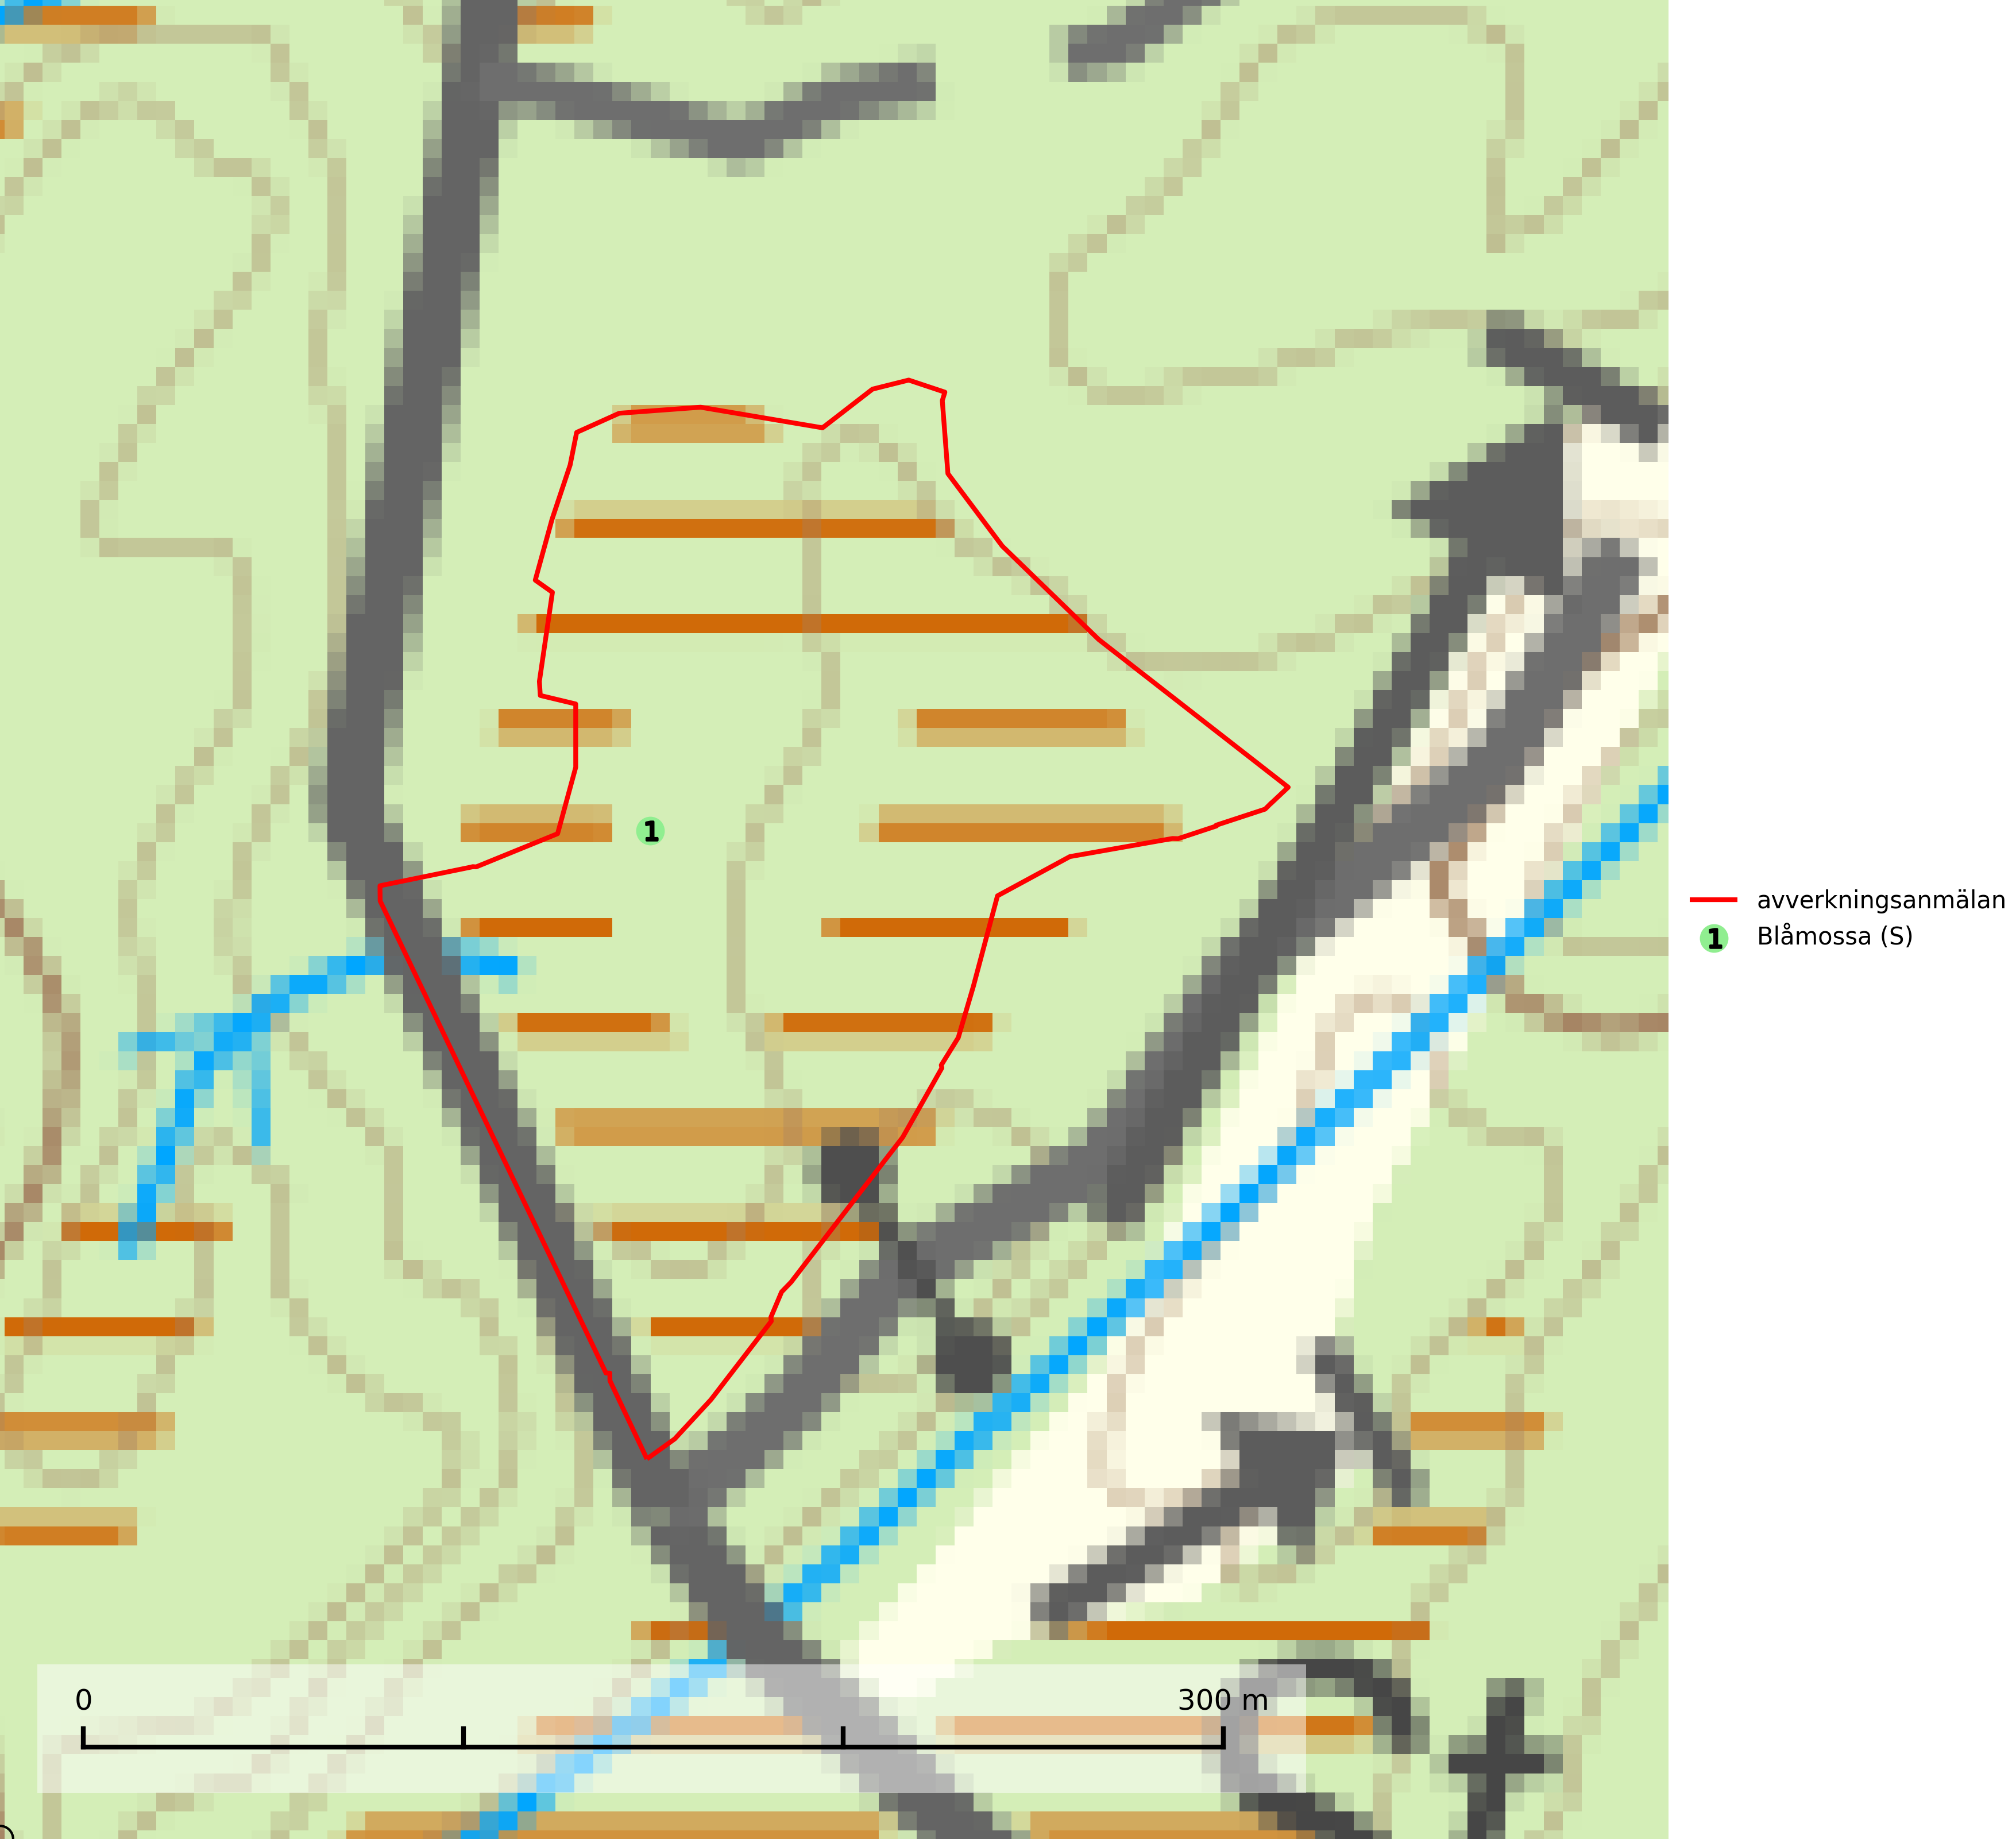 1
avverkningsanmälan
1 Blåmossa (S)
0 300 m